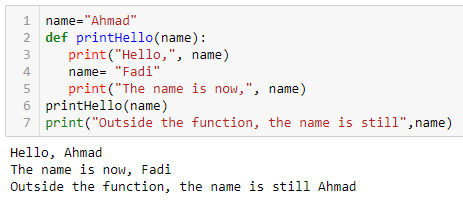 1 name="Ahmad"
2 def printHello(name):
3    print("Hello,", name)
4    name= "Fadi"
5    print("The name is now,", name)
6 printHello(name)
7 print("Outside the function, the name is still",name)
Hello, Ahmad
The name is now, Fadi
Outside the function, the name is still Ahmad